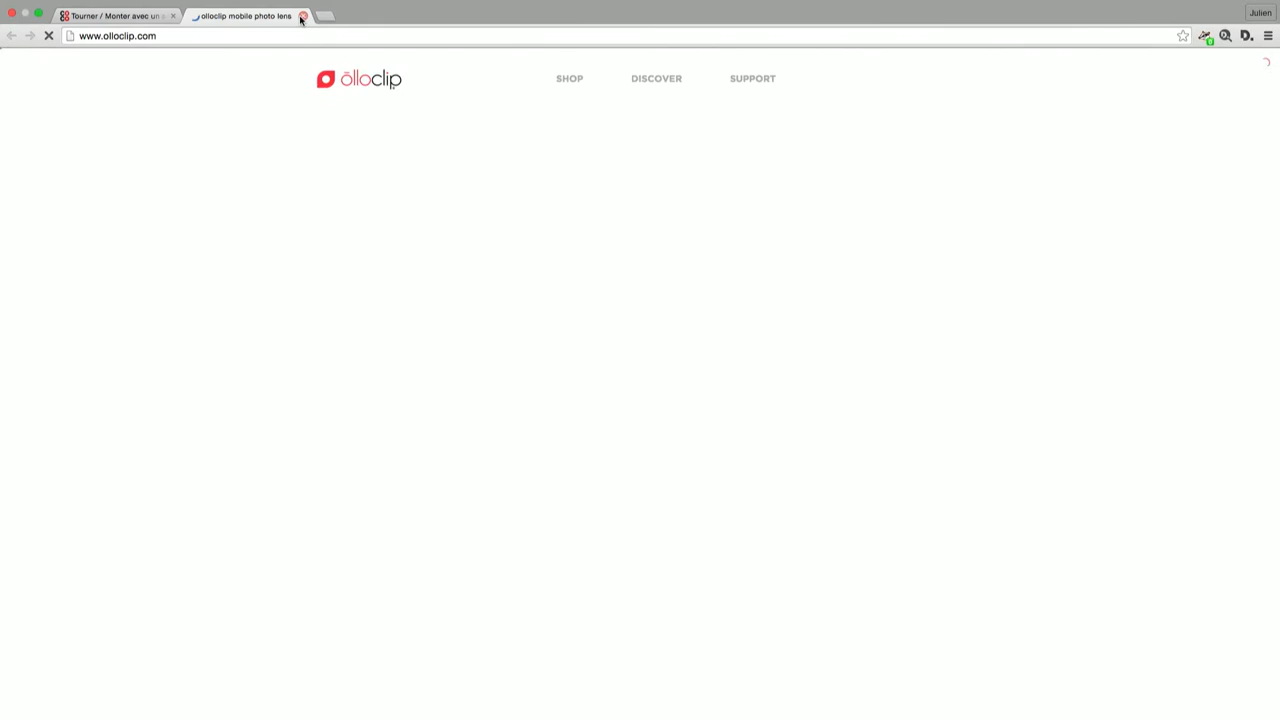 Tourner / Monter avec un
olloclip mobile photo lens
Julien
www.olloclip.com
ōlloclip
SHOP
DISCOVER
SUPPORT